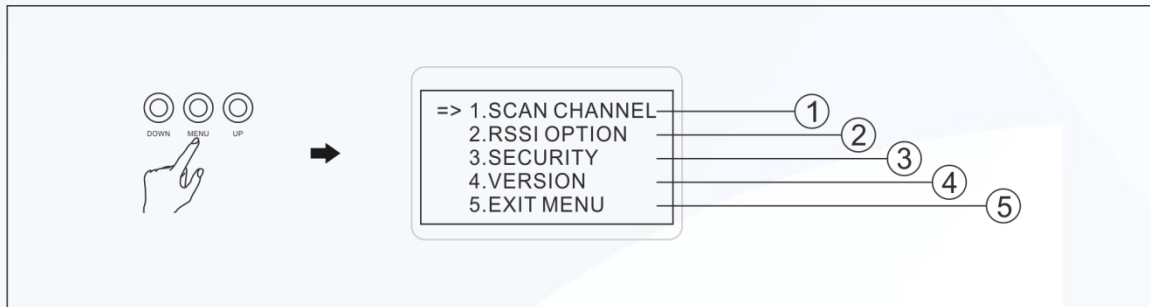 DOWN MENU UP
=> 1.SCAN CHANNEL ①
2.RSSI OPTION ②
3.SECURITY ③
4.VERSION ④
5.EXIT MENU ⑤